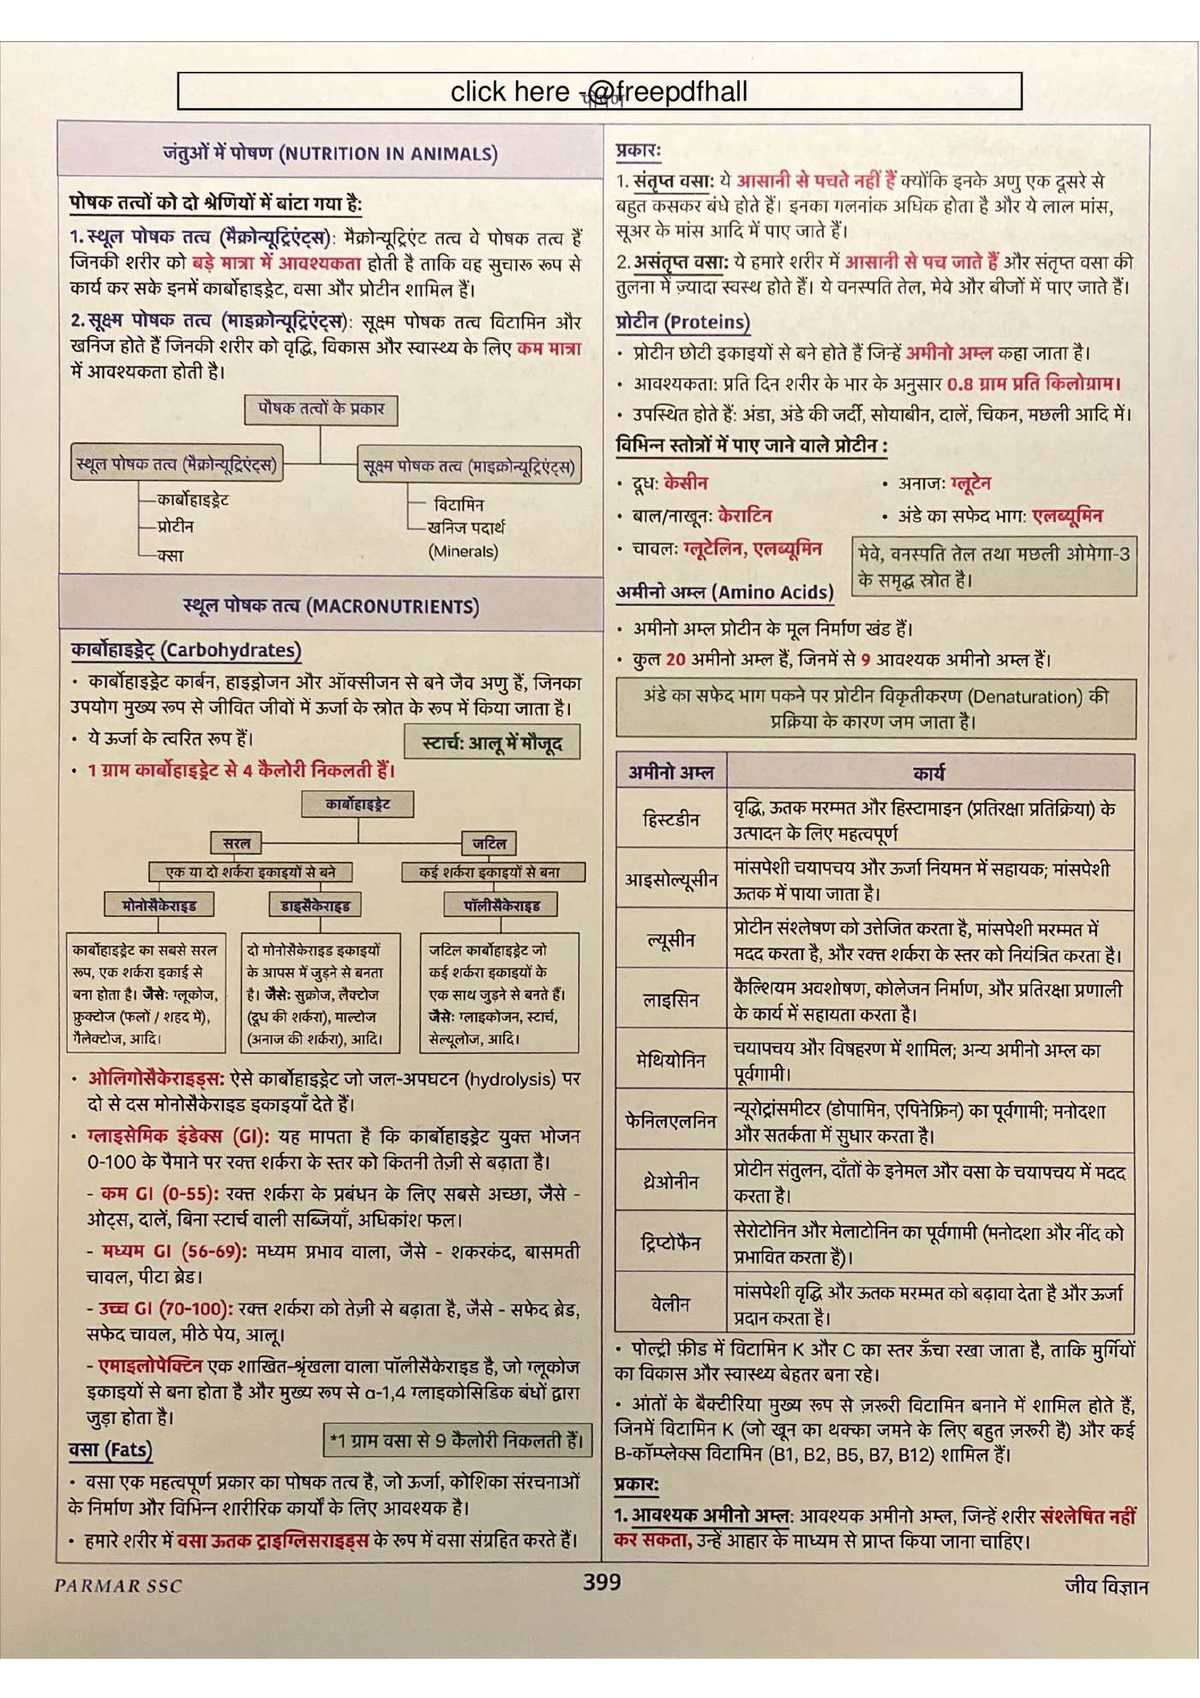 click here -@freepdfhall
जंतुओं में पोषण (NUTRITION IN ANIMALS)
पोषक तत्वों को दो श्रेणियों में बांटा गया है:
1. स्थूल पोषक तत्व (मैक्रोन्यूट्रिएंट्स): मैक्रोन्यूट्रिएंट तत्व वे पोषक तत्व हैं
जिनकी शरीर को बड़े मात्रा में आवश्यकता होती है ताकि वह सुचारू रूप से
कार्य कर सके इनमें कार्बोहाइड्रेट, वसा और प्रोटीन शामिल हैं।
2. सूक्ष्म पोषक तत्व (माइक्रोन्यूट्रिएंट्स): सूक्ष्म पोषक तत्व विटामिन और
खनिज होते हैं जिनकी शरीर को वृद्धि, विकास और स्वास्थ्य के लिए कम मात्रा
में आवश्यकता होती है।
पौषक तत्वों के प्रकार
स्थूल पोषक तत्व (मैक्रोन्यूट्रिएंट्स)
सूक्ष्म पोषक तत्व (माइक्रोन्यूट्रिएंट्स)
कार्बोहाइड्रेट
प्रोटीन
क्सा
विटामिन
खनिज पदार्थ
(Minerals)
स्थूल पोषक तत्व (MACRONUTRIENTS)
कार्बोहाइड्रेट् (Carbohydrates)
• कार्बोहाइड्रेट कार्बन, हाइड्रोजन और ऑक्सीजन से बने जैव अणु हैं, जिनका
उपयोग मुख्य रूप से जीवित जीवों में ऊर्जा के स्रोत के रूप में किया जाता है।
• ये ऊर्जा के त्वरित रूप हैं।
स्टार्च: आलू में मौजूद
• 1 ग्राम कार्बोहाइड्रेट से 4 कैलोरी निकलती हैं।
कार्बोहाइड्रेट
सरल
जटिल
एक या दो शर्करा इकाइयों से बने
कई शर्करा इकाइयों से बना
मोनोसैकेराइड
डाइसैकेराइड
पॉलीसैकेराइड
कार्बोहाइड्रेट का सबसे सरल
रूप, एक शर्करा इकाई से
बना होता है। जैसे: ग्लूकोज,
फ्रुक्टोज (फलों / शहद में),
गैलेक्टोज, आदि।
दो मोनोसैकेराइड इकाइयों
के आपस में जुड़ने से बनता
है। जैसे: सुक्रोज, लैक्टोज
(दूध की शर्करा), माल्टोज
(अनाज की शर्करा), आदि।
जटिल कार्बोहाइड्रेट जो
कई शर्करा इकाइयों के
एक साथ जुड़ने से बनते हैं।
जैसे: ग्लाइकोजन, स्टार्च,
सेल्यूलोज, आदि।
• ओलिगोसैकेराइड्स: ऐसे कार्बोहाइड्रेट जो जल-अपघटन (hydrolysis) पर
दो से दस मोनोसैकेराइड इकाइयाँ देते हैं।
• ग्लाइसेमिक इंडेक्स (GI): यह मापता है कि कार्बोहाइड्रेट युक्त भोजन
0-100 के पैमाने पर रक्त शर्करा के स्तर को कितनी तेज़ी से बढ़ाता है।
- कम GI (0-55): रक्त शर्करा के प्रबंधन के लिए सबसे अच्छा, जैसे -
ओट्स, दालें, बिना स्टार्च वाली सब्जियाँ, अधिकांश फल।
- मध्यम GI (56-69): मध्यम प्रभाव वाला, जैसे - शकरकंद, बासमती
चावल, पीटा ब्रेड।
- उच्च GI (70-100): रक्त शर्करा को तेज़ी से बढ़ाता है, जैसे - सफेद ब्रेड,
सफेद चावल, मीठे पेय, आलू।
- एमाइलोपेक्टिन एक शाखित-श्रृंखला वाला पॉलीसैकेराइड है, जो ग्लूकोज
इकाइयों से बना होता है और मुख्य रूप से α-1,4 ग्लाइकोसिडिक बंधों द्वारा
जुड़ा होता है।
वसा (Fats)
*1 ग्राम वसा से 9 कैलोरी निकलती हैं।
• वसा एक महत्वपूर्ण प्रकार का पोषक तत्व है, जो ऊर्जा, कोशिका संरचनाओं
के निर्माण और विभिन्न शारीरिक कार्यों के लिए आवश्यक है।
• हमारे शरीर में वसा ऊतक ट्राइग्लिसराइड्स के रूप में वसा संग्रहित करते हैं।
प्रकार:
1. संतृप्त वसा: ये आसानी से पचते नहीं हैं क्योंकि इनके अणु एक दूसरे से
बहुत कसकर बंधे होते हैं। इनका गलनांक अधिक होता है और ये लाल मांस,
सूअर के मांस आदि में पाए जाते हैं।
2. असंतृप्त वसा: ये हमारे शरीर में आसानी से पच जाते हैं और संतृप्त वसा की
तुलना में ज़्यादा स्वस्थ होते हैं। ये वनस्पति तेल, मेवे और बीजों में पाए जाते हैं।
प्रोटीन (Proteins)
• प्रोटीन छोटी इकाइयों से बने होते हैं जिन्हें अमीनो अम्ल कहा जाता है।
• आवश्यकता: प्रति दिन शरीर के भार के अनुसार 0.8 ग्राम प्रति किलोग्राम।
• उपस्थित होते हैं: अंडा, अंडे की जर्दी, सोयाबीन, दालें, चिकन, मछली आदि में।
विभिन्न स्तोत्रों में पाए जाने वाले प्रोटीन :
• दूध: केसीन
• अनाज: ग्लूटेन
• बाल/नाखून: केराटिन
• अंडे का सफेद भाग: एलब्यूमिन
• चावल: ग्लूटेलिन, एलब्यूमिन
मेवे, वनस्पति तेल तथा मछली ओमेगा-3
के समृद्ध स्रोत है।
अमीनो अम्ल (Amino Acids)
• अमीनो अम्ल प्रोटीन के मूल निर्माण खंड हैं।
• कुल 20 अमीनो अम्ल हैं, जिनमें से 9 आवश्यक अमीनो अम्ल हैं।
अंडे का सफेद भाग पकने पर प्रोटीन विकृतीकरण (Denaturation) की
प्रक्रिया के कारण जम जाता है।
अमीनो अम्ल
कार्य
हिस्टडीन
वृद्धि, ऊतक मरम्मत और हिस्टामाइन (प्रतिरक्षा प्रतिक्रिया) के
उत्पादन के लिए महत्वपूर्ण
आइसोल्यूसीन
मांसपेशी चयापचय और ऊर्जा नियमन में सहायक; मांसपेशी
ऊतक में पाया जाता है।
ल्यूसीन
प्रोटीन संश्लेषण को उत्तेजित करता है, मांसपेशी मरम्मत में
मदद करता है, और रक्त शर्करा के स्तर को नियंत्रित करता है।
लाइसिन
कैल्शियम अवशोषण, कोलेजन निर्माण, और प्रतिरक्षा प्रणाली
के कार्य में सहायता करता है।
मेथियोनिन
चयापचय और विषहरण में शामिल; अन्य अमीनो अम्ल का
पूर्वगामी।
फेनिलएलनिन
न्यूरोट्रांसमीटर (डोपामिन, एपिनेफ्रिन) का पूर्वगामी; मनोदशा
और सतर्कता में सुधार करता है।
थ्रेओनीन
प्रोटीन संतुलन, दाँतों के इनेमल और वसा के चयापचय में मदद
करता है।
ट्रिप्टोफैन
सेरोटोनिन और मेलाटोनिन का पूर्वगामी (मनोदशा और नींद को
प्रभावित करता है)।
वेलीन
मांसपेशी वृद्धि और ऊतक मरम्मत को बढ़ावा देता है और ऊर्जा
प्रदान करता है।
• पोल्ट्री फ़ीड में विटामिन K और C का स्तर ऊँचा रखा जाता है, ताकि मुर्गियों
का विकास और स्वास्थ्य बेहतर बना रहे।
• आंतों के बैक्टीरिया मुख्य रूप से ज़रूरी विटामिन बनाने में शामिल होते हैं,
जिनमें विटामिन K (जो खून का थक्का जमने के लिए बहुत ज़रूरी है) और कई
B-कॉम्प्लेक्स विटामिन (B1, B2, B5, B7, B12) शामिल हैं।
प्रकार:
1. आवश्यक अमीनो अम्ल: आवश्यक अमीनो अम्ल, जिन्हें शरीर संश्लेषित नहीं
कर सकता, उन्हें आहार के माध्यम से प्राप्त किया जाना चाहिए।
PARMAR SSC
399
जीव विज्ञान